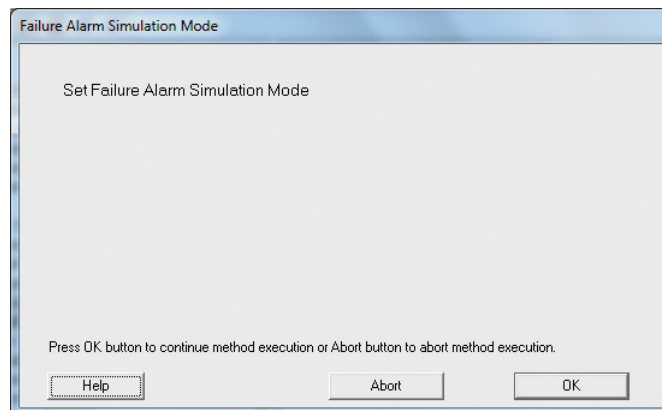 Failure Alarm Simulation Mode
Set Failure Alarm Simulation Mode
Press OK button to continue method execution or Abort button to abort method execution.
Help
Abort
OK